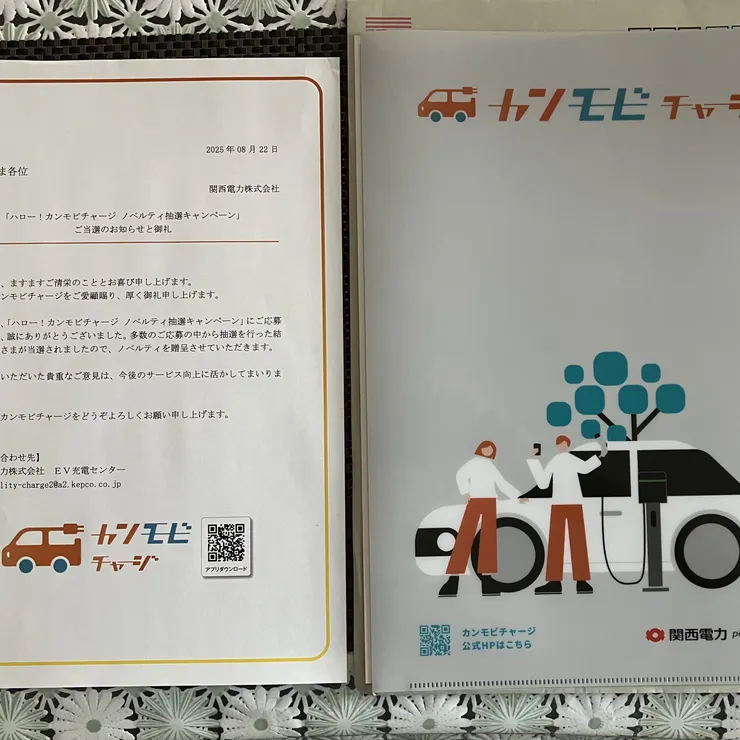 2025年08月22日
ま各位
関西電力株式会社
「ハロー！カンモビチャージ ノベルティ抽選キャンペーン」
ご当選のお知らせと御礼
、ますますご清栄のこととお喜び申し上げます。
ンモビチャージをご愛顧賜り、厚く御礼申し上げます。
、「ハロー！カンモビチャージ ノベルティ抽選キャンペーン」にご応募
、誠にありがとうございました。多数のご応募の中から抽選を行った結
さまが当選されましたので、ノベルティを贈呈させていただきます。
いただいた貴重なご意見は、今後のサービス向上に活かしてまいりま
カンモビチャージをどうぞよろしくお願い申し上げます。
合わせ先】
力株式会社 EV充電センター
lity-charge2@a2.kepco.co.jp
カンモビ
チャージ
アプリダウンロード
カンモビ チャー
カンモビチャージ
公式HPはこちら
関西電力